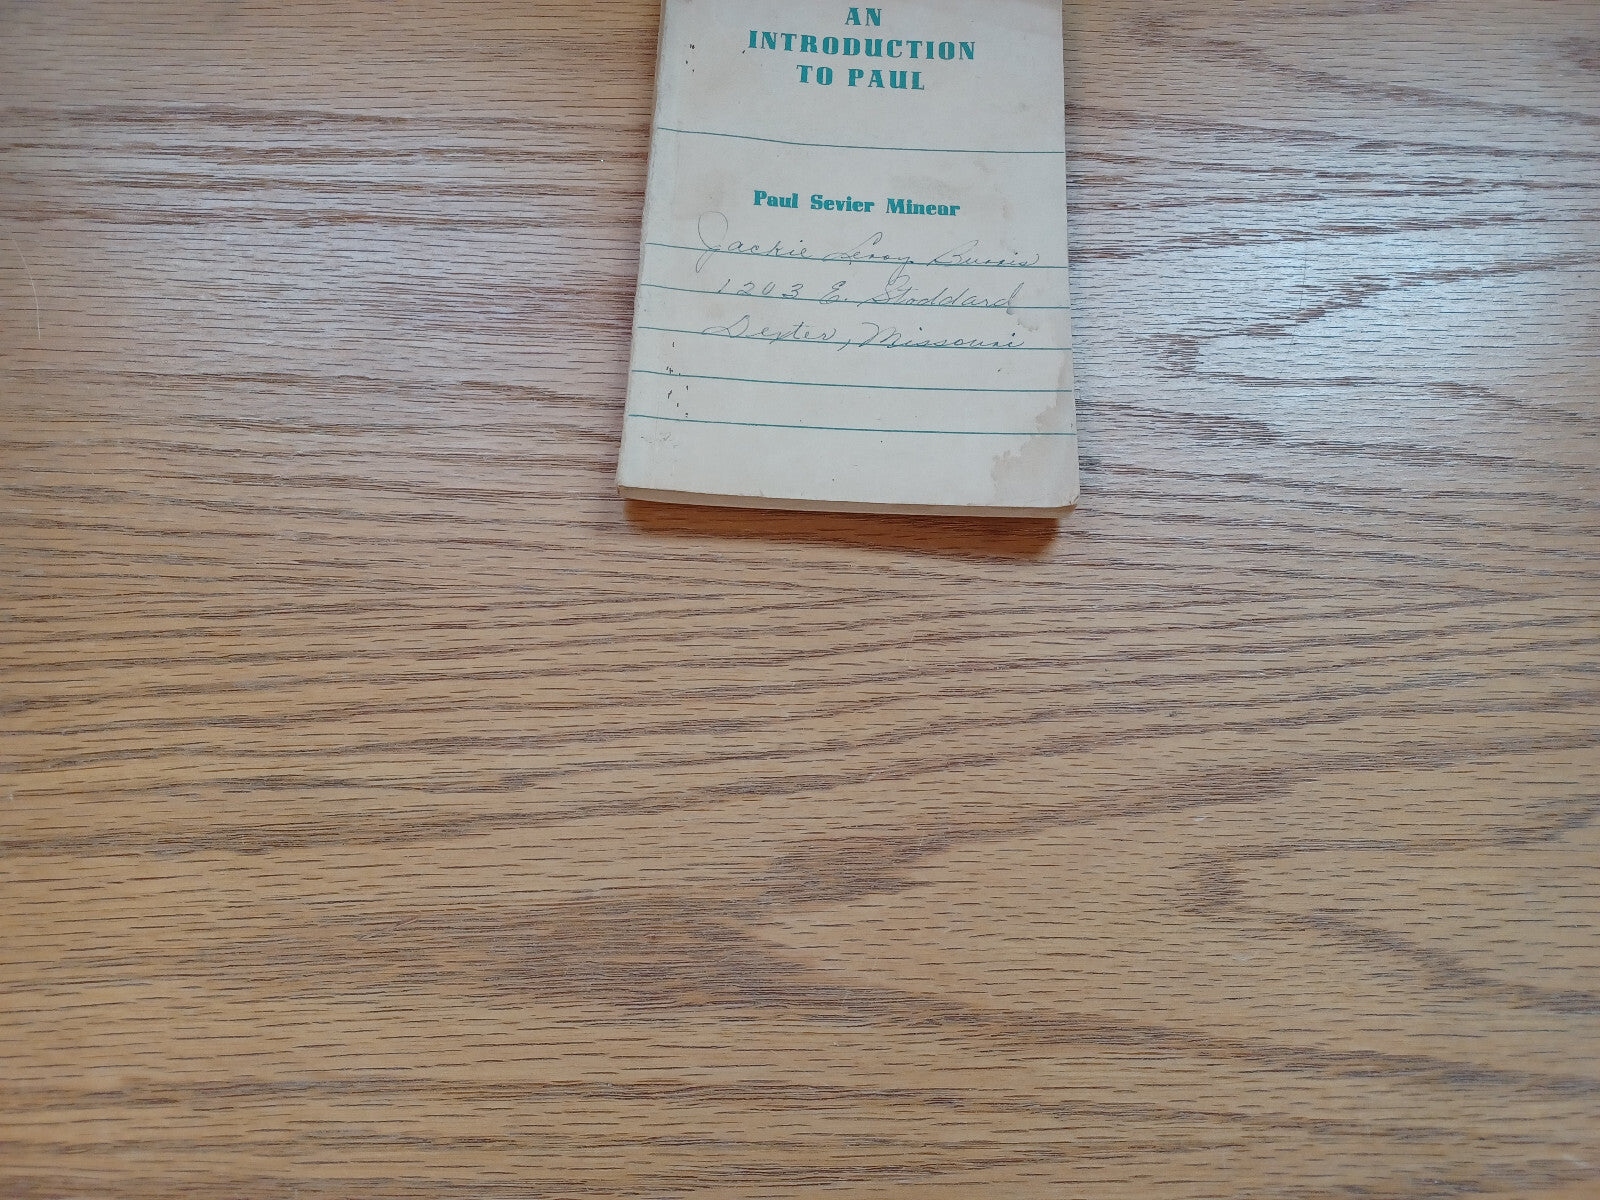 AN
INTRODUCTION
TO PAUL
Paul Sevier Minear
Jackie Leroy Burris
1203 E. Stoddard
Dexter, Missouri